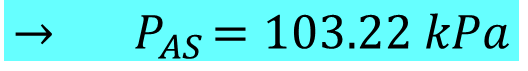 → P_AS = 103.22 kPa